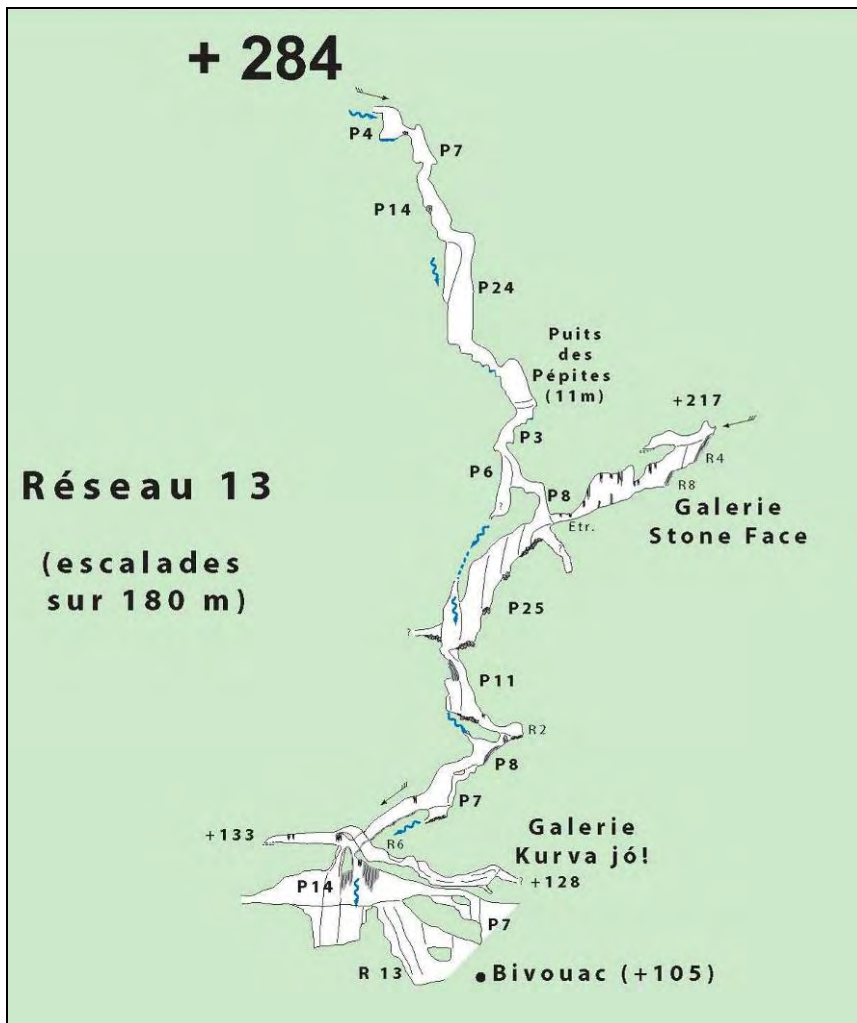 + 284
P4
P7
P14
P24
Puits
des
Pépites
(11m)
+217
P3
R4
P6
R8
P8
Galerie
Stone Face
?
Etr.
?
Réseau 13
(escalades
sur 180 m)
P25
?
P11
R2
P8
P7
Galerie
Kurva jó!
+133
R6
?
+128
P14
P7
R 13
Bivouac (+105)